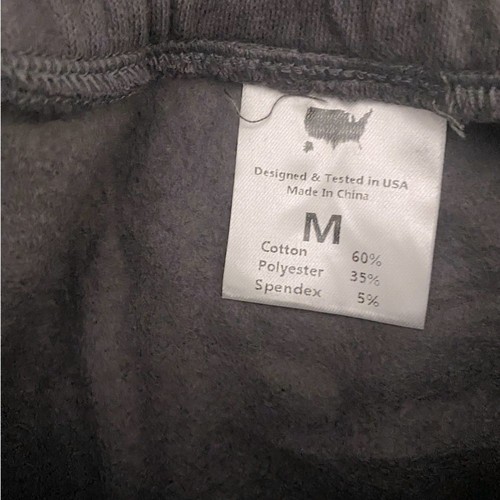 Designed & Tested in USA
Made In China
M
Cotton 60%
Polyester 35%
Spendex 5%